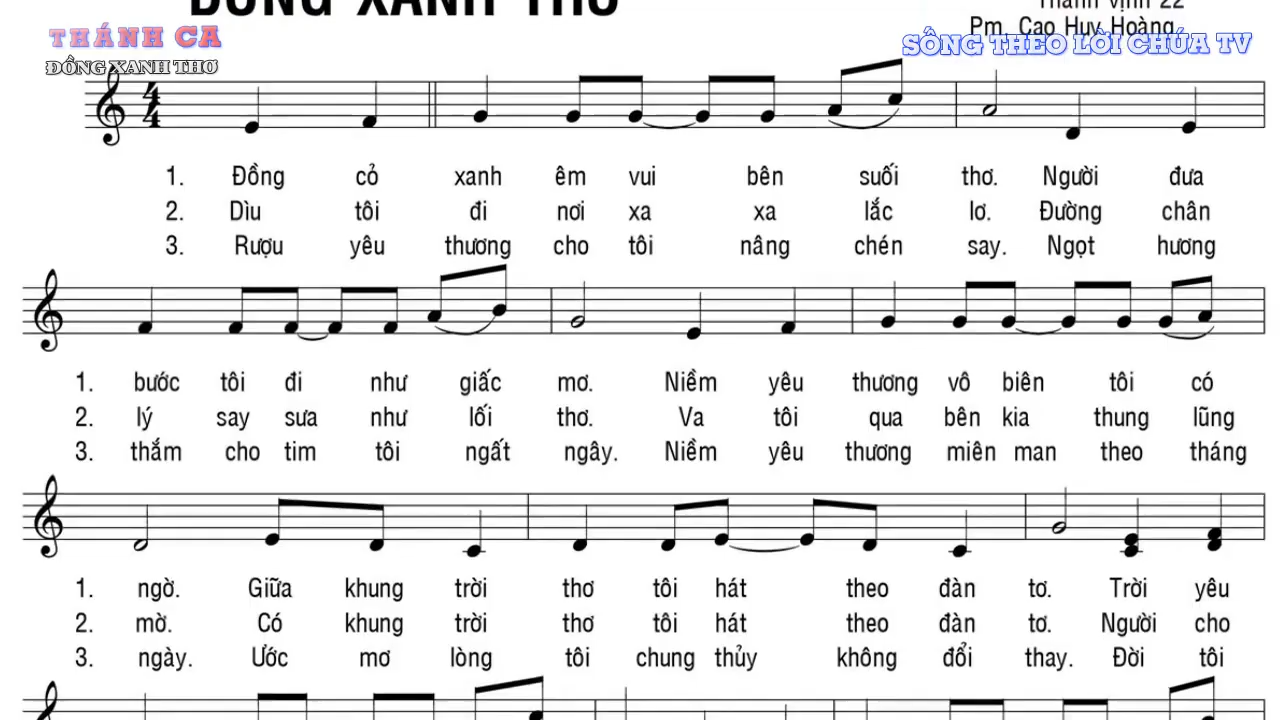 ĐỒNG XANH THƠ
Thánh vịnh 22
Pm. Cao Huy Hoàng
THÁNH CA
ĐỒNG XANH THƠ
SỐNG THEO LỜI CHÚA TV
1. Đồng cỏ xanh êm vui bên suối thơ. Người đưa
2. Dìu tôi đi nơi xa xa lắc lơ. Đường chân
3. Rượu yêu thương cho tôi nâng chén say. Ngọt hương
1. bước tôi đi như giấc mơ. Niềm yêu thương vô biên tôi có
2. lý say sưa như lối thơ. Va tôi qua bên kia thung lũng
3. thắm cho tim tôi ngất ngây. Niềm yêu thương miên man theo tháng
1. ngờ. Giữa khung trời thơ tôi hát theo đàn tơ. Trời yêu
2. mờ. Có khung trời thơ tôi hát theo đàn tơ. Người cho
3. ngày. Ước mơ lòng tôi chung thủy không đổi thay. Đời tôi